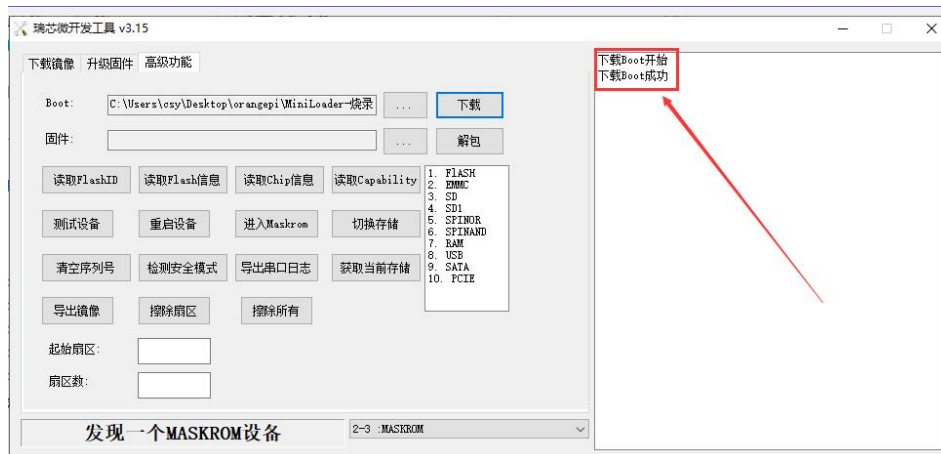 瑞芯微开发工具 v3.15
下载镜像 升级固件 高级功能
Boot: C:\Users\csy\Desktop\orangepi\MiniLoader-烧录 ... 下载
固件: ... 解包
读取FlashID 读取Flash信息 读取Chip信息 读取Capability
测试设备 重启设备 进入Maskrom 切换存储
清空序列号 检测安全模式 导出串口日志 获取当前存储
导出镜像 擦除扇区 擦除所有
1. FLASH
2. EMMC
3. SD
4. SD1
5. SPINOR
6. SPINAND
7. RAM
8. USB
9. SATA
10. PCIE
起始扇区:
扇区数:
发现一个MASKROM设备 2-3 :MASKROM
下载Boot开始
下载Boot成功